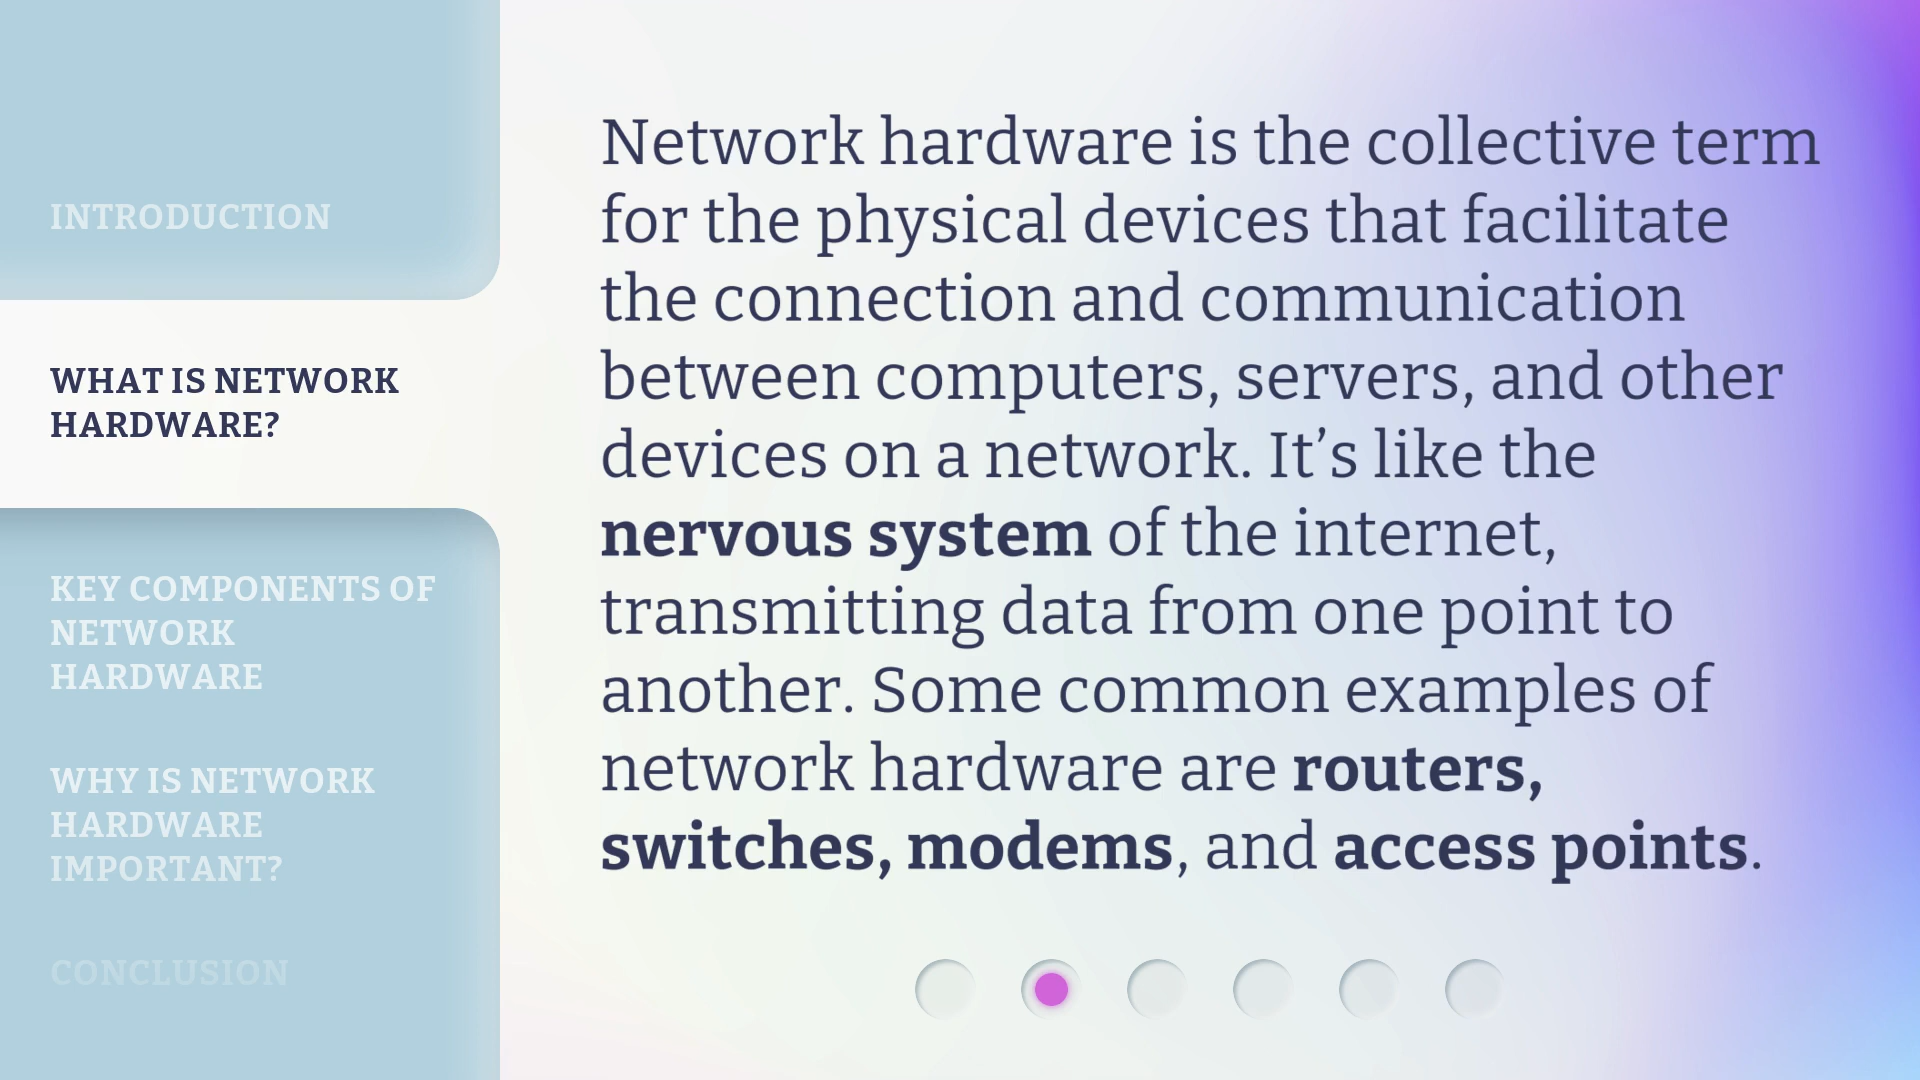 INTRODUCTION
WHAT IS NETWORK
HARDWARE?
KEY COMPONENTS OF
NETWORK
HARDWARE
WHY IS NETWORK
HARDWARE
IMPORTANT?
CONCLUSION
Network hardware is the collective term
for the physical devices that facilitate
the connection and communication
between computers, servers, and other
devices on a network. It’s like the
nervous system of the internet,
transmitting data from one point to
another. Some common examples of
network hardware are routers,
switches, modems, and access points.